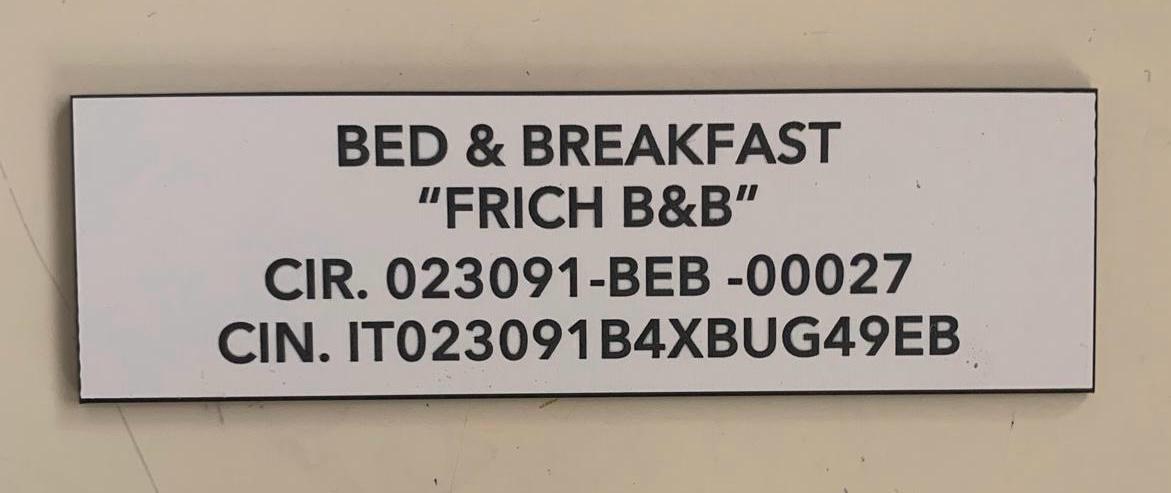 BED & BREAKFAST
"FRICH B&B"
CIR. 023091-BEB -00027
CIN. IT023091B4XBUG49EB